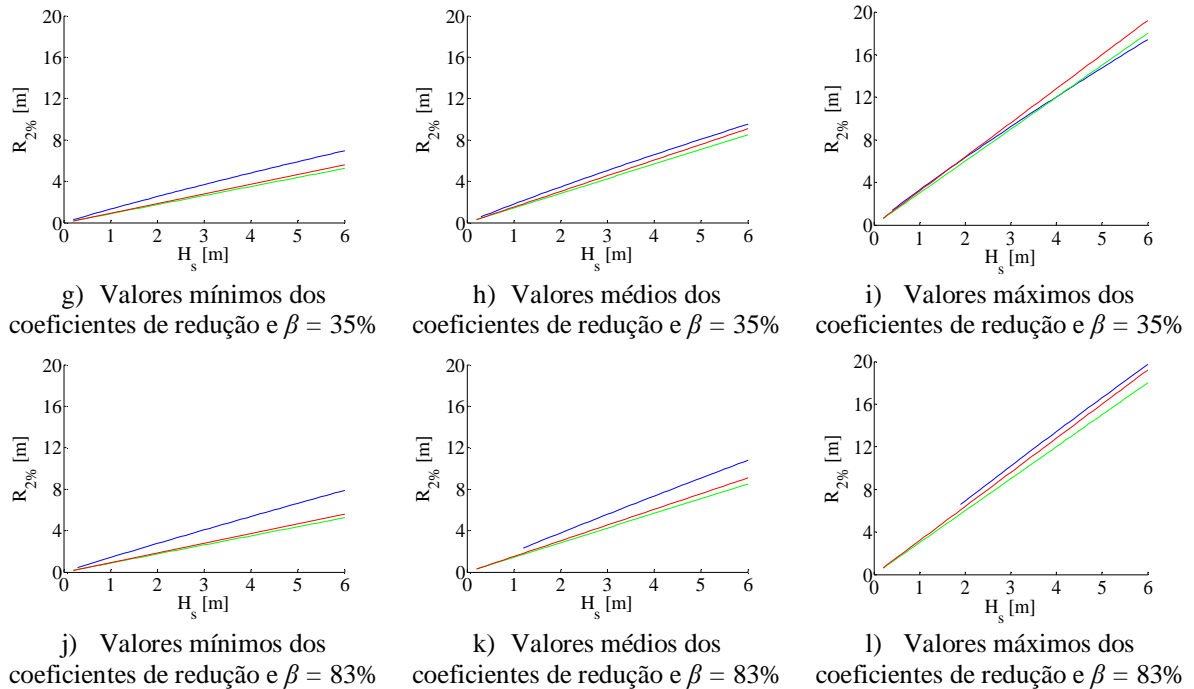 20
16
12
8
4
0
R2% [m]
0 1 2 3 4 5 6
Hs [m]
g) Valores mínimos dos
coeficientes de redução e β = 35%
20
16
12
8
4
0
R2% [m]
0 1 2 3 4 5 6
Hs [m]
h) Valores médios dos
coeficientes de redução e β = 35%
20
16
12
8
4
0
R2% [m]
0 1 2 3 4 5 6
Hs [m]
i) Valores máximos dos
coeficientes de redução e β = 35%
20
16
12
8
4
0
R2% [m]
0 1 2 3 4 5 6
Hs [m]
j) Valores mínimos dos
coeficientes de redução e β = 83%
20
16
12
8
4
0
R2% [m]
0 1 2 3 4 5 6
Hs [m]
k) Valores médios dos
coeficientes de redução e β = 83%
20
16
12
8
4
0
R2% [m]
0 1 2 3 4 5 6
Hs [m]
l) Valores máximos dos
coeficientes de redução e β = 83%